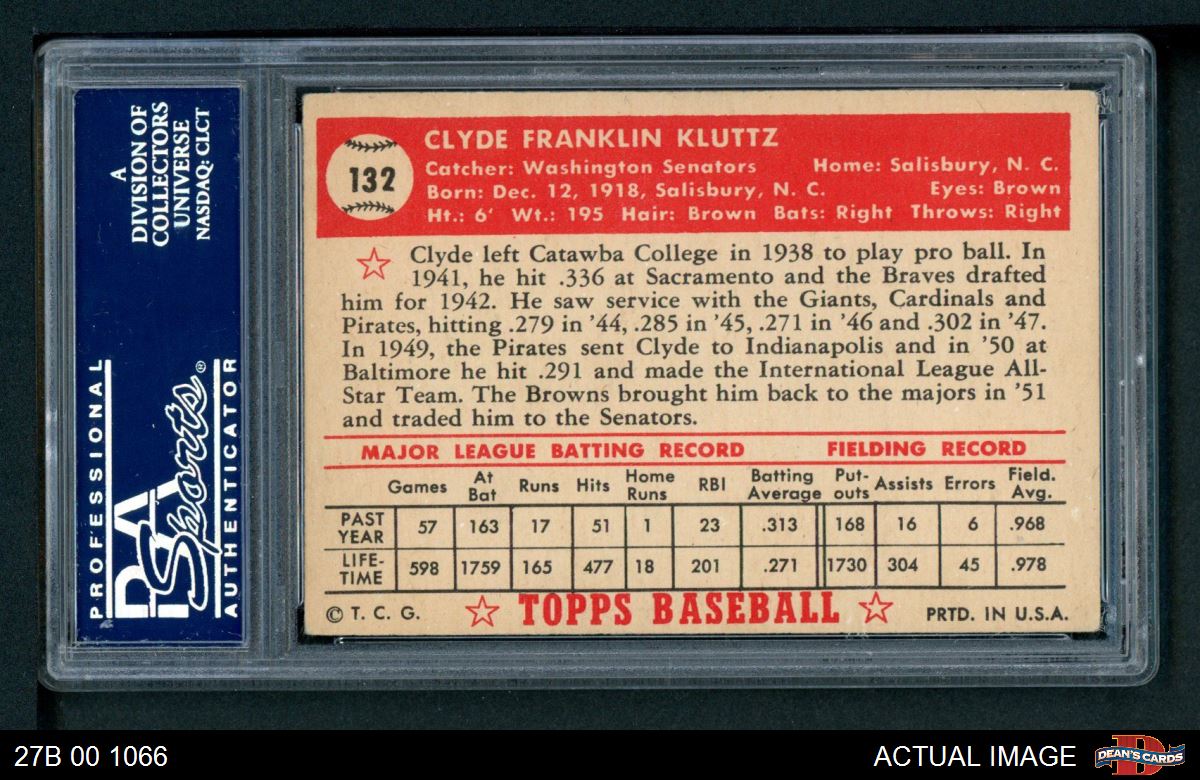 A
DIVISION OF
COLLECTORS
UNIVERSE
NASDAQ: CLCT
PROFESSIONAL
PSA
Sports®
AUTHENTICATOR
132
CLYDE FRANKLIN KLUTTZ
Catcher: Washington Senators Home: Salisbury, N. C.
Born: Dec. 12, 1918, Salisbury, N. C. Eyes: Brown
Ht.: 6' Wt.: 195 Hair: Brown Bats: Right Throws: Right
Clyde left Catawba College in 1938 to play pro ball. In
1941, he hit .336 at Sacramento and the Braves drafted
him for 1942. He saw service with the Giants, Cardinals and
Pirates, hitting .279 in '44, .285 in '45, .271 in '46 and .302 in '47.
In 1949, the Pirates sent Clyde to Indianapolis and in '50 at
Baltimore he hit .291 and made the International League All-
Star Team. The Browns brought him back to the majors in '51
and traded him to the Senators.
MAJOR LEAGUE BATTING RECORD FIELDING RECORD
Games At Bat Runs Hits Home Runs RBI Batting Average Put-outs Assists Errors Field. Avg.
PAST YEAR 57 163 17 51 1 23 .313 168 16 6 .968
LIFE-TIME 598 1759 165 477 18 201 .271 1730 304 45 .978
© T. C. G. TOPPS BASEBALL PRTD. IN U.S.A.
27B 00 1066 ACTUAL IMAGE DEAN'S CARDS